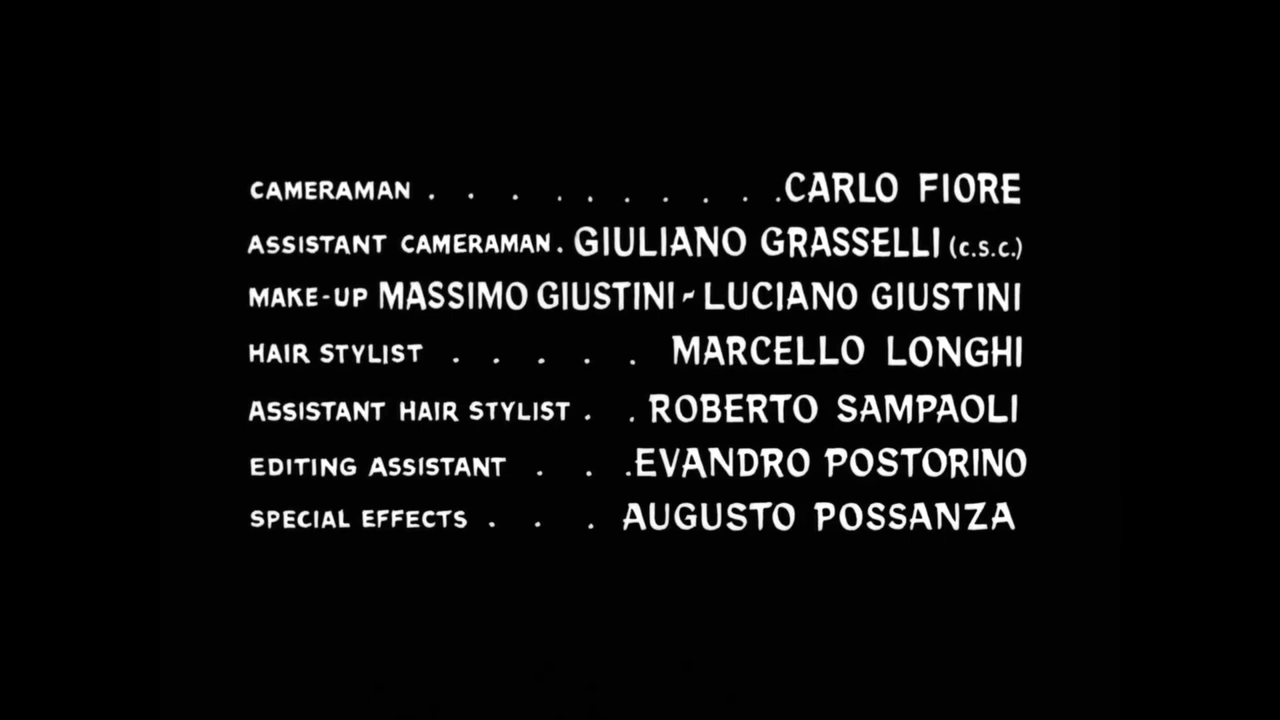 CAMERAMAN . . . . . . . . . . CARLO FIORE
ASSISTANT CAMERAMAN . GIULIANO GRASSELLI (C.S.C.)
MAKE-UP MASSIMO GIUSTINI - LUCIANO GIUSTINI
HAIR STYLIST . . . . . MARCELLO LONGHI
ASSISTANT HAIR STYLIST . . ROBERTO SAMPAOLI
EDITING ASSISTANT . . . EVANDRO POSTORINO
SPECIAL EFFECTS . . . AUGUSTO POSSANZA